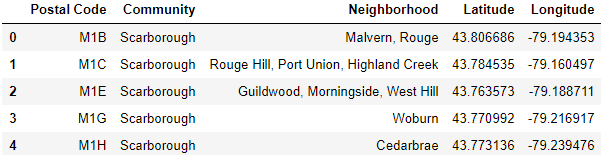 Postal Code Community Neighborhood Latitude Longitude
0 M1B Scarborough Malvern, Rouge 43.806686 -79.194353
1 M1C Scarborough Rouge Hill, Port Union, Highland Creek 43.784535 -79.160497
2 M1E Scarborough Guildwood, Morningside, West Hill 43.763573 -79.188711
3 M1G Scarborough Woburn 43.770992 -79.216917
4 M1H Scarborough Cedarbrae 43.773136 -79.239476